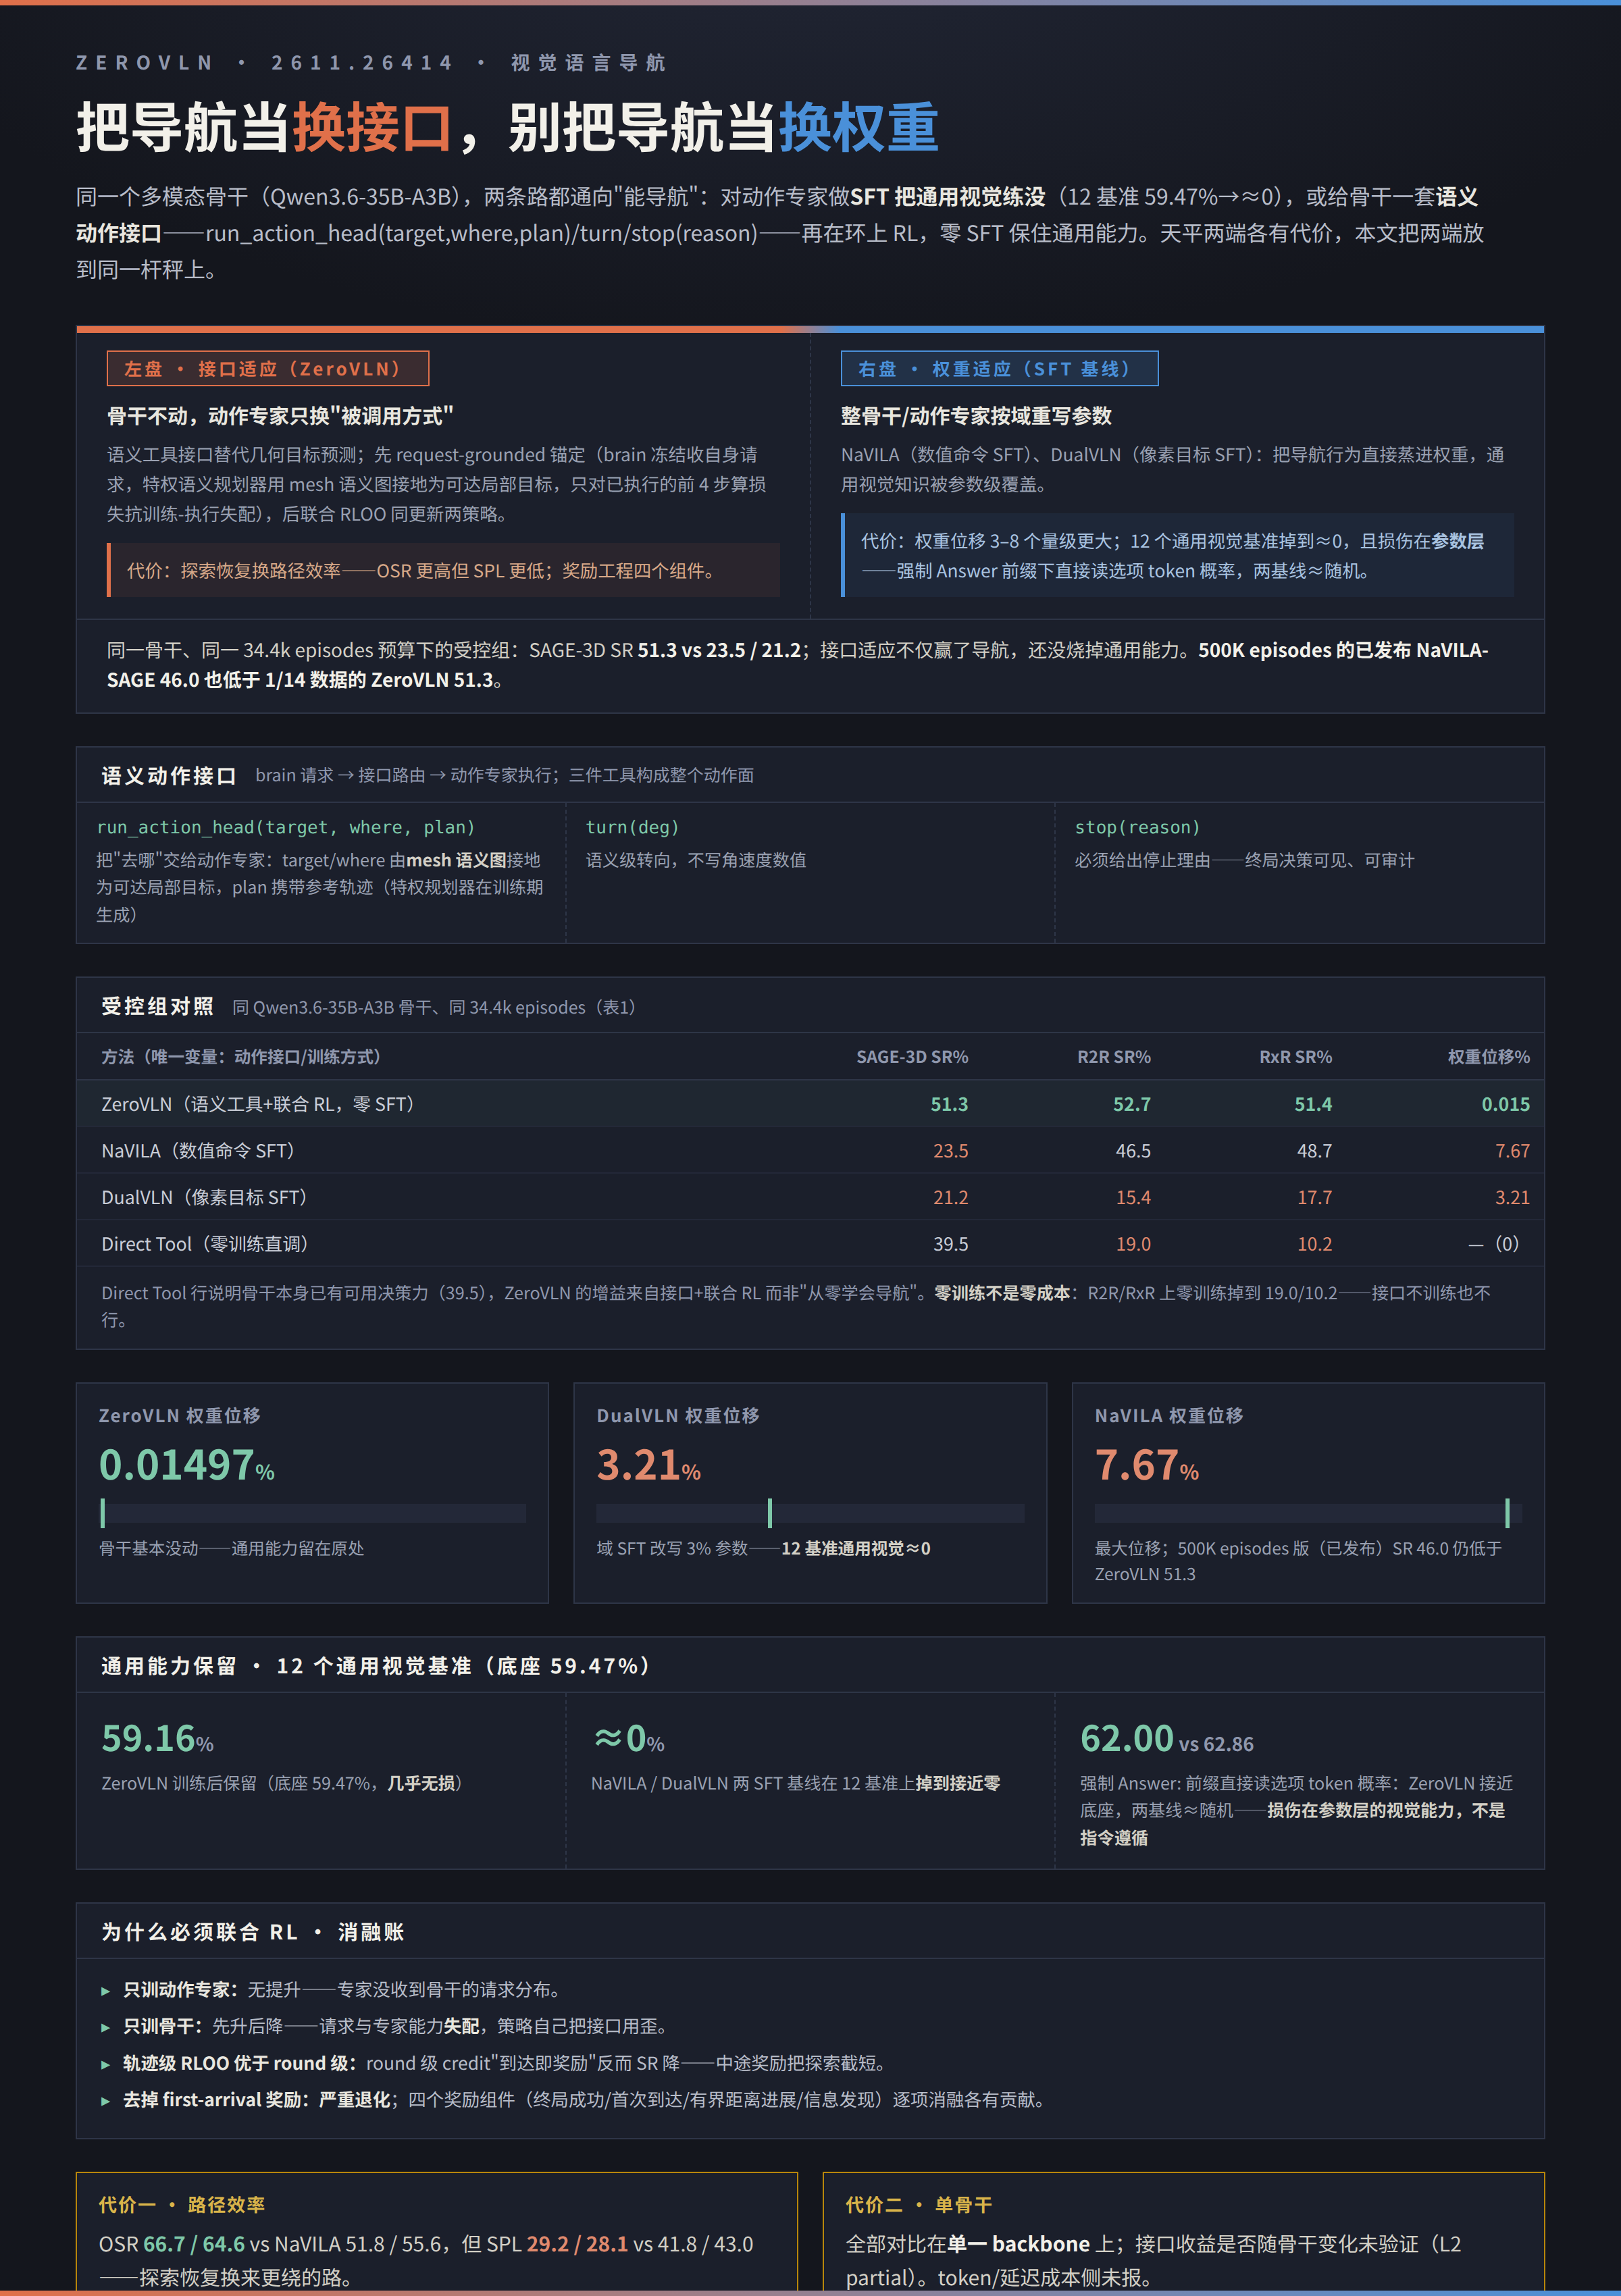 ZEROVLN · 2611.26414 · 视觉语言导航
把导航当换接口，别把导航当换权重
同一个多模态骨干（Qwen3.6-35B-A3B），两条路都通向"能导航"：对动作专家做SFT 把通用视觉练没（12 基准 59.47%→≈0），或给骨干一套语义
动作接口——run_action_head(target,where,plan)/turn/stop(reason)——再在环上 RL，零 SFT 保住通用能力。天平两端各有代价，本文把两端放
到同一杆秤上。
左盘 · 接口适应（ZeroVLN）
骨干不动，动作专家只换"被调用方式"
语义工具接口替代几何目标预测；先 request-grounded 锚定（brain 冻结收自身请
求，特权语义规划器用 mesh 语义图接地为可达局部目标，只对已执行的前 4 步算损
失抗训练-执行失配），后联合 RLOO 同更新两策略。
代价：探索恢复换路径效率——OSR 更高但 SPL 更低；奖励工程四个组件。
右盘 · 权重适应（SFT 基线）
整骨干/动作专家按域重写参数
NaVILA（数值命令 SFT）、DualVLN（像素目标 SFT）：把导航行为直接蒸进权重，通
用视觉知识被参数级覆盖。
代价：权重位移 3–8 个量级更大；12 个通用视觉基准掉到≈0，且损伤在参数层
——强制 Answer 前缀下直接读选项 token 概率，两基线≈随机。
同一骨干、同一 34.4k episodes 预算下的受控组：SAGE-3D SR 51.3 vs 23.5 / 21.2；接口适应不仅赢了导航，还没烧掉通用能力。500K episodes 的已发布 NaVILA-
SAGE 46.0 也低于 1/14 数据的 ZeroVLN 51.3。
语义动作接口 brain 请求 → 接口路由 → 动作专家执行；三件工具构成整个动作面
run_action_head(target, where, plan)
把"去哪"交给动作专家：target/where 由mesh 语义图接地
为可达局部目标，plan 携带参考轨迹（特权规划器在训练期
生成）
turn(deg)
语义级转向，不写角速度数值
stop(reason)
必须给出停止理由——终局决策可见、可审计
受控组对照 同 Qwen3.6-35B-A3B 骨干、同 34.4k episodes（表1）
方法（唯一变量：动作接口/训练方式） SAGE-3D SR% R2R SR% RxR SR% 权重位移%
ZeroVLN（语义工具+联合 RL，零 SFT） 51.3 52.7 51.4 0.015
NaVILA（数值命令 SFT） 23.5 46.5 48.7 7.67
DualVLN（像素目标 SFT） 21.2 15.4 17.7 3.21
Direct Tool（零训练直调） 39.5 19.0 10.2 —（0）
Direct Tool 行说明骨干本身已有可用决策力（39.5），ZeroVLN 的增益来自接口+联合 RL 而非"从零学会导航"。零训练不是零成本：R2R/RxR 上零训练掉到 19.0/10.2——接口不训练也不
行。
ZeroVLN 权重位移
0.01497%
骨干基本没动——通用能力留在原处
DualVLN 权重位移
3.21%
域 SFT 改写 3% 参数——12 基准通用视觉≈0
NaVILA 权重位移
7.67%
最大位移；500K episodes 版（已发布）SR 46.0 仍低于
ZeroVLN 51.3
通用能力保留 · 12 个通用视觉基准（底座 59.47%）
59.16%
ZeroVLN 训练后保留（底座 59.47%，几乎无损）
≈0%
NaVILA / DualVLN 两 SFT 基线在 12 基准上掉到接近零
62.00 vs 62.86
强制 Answer: 前缀直接读选项 token 概率：ZeroVLN 接近
底座，两基线≈随机——损伤在参数层的视觉能力，不是
指令遵循
为什么必须联合 RL · 消融账
▸ 只训动作专家：无提升——专家没收到骨干的请求分布。
▸ 只训骨干：先升后降——请求与专家能力失配，策略自己把接口用歪。
▸ 轨迹级 RLOO 优于 round 级：round 级 credit"到达即奖励"反而 SR 降——中途奖励把探索截短。
▸ 去掉 first-arrival 奖励：严重退化；四个奖励组件（终局成功/首次到达/有界距离进展/信息发现）逐项消融各有贡献。
代价一 · 路径效率
OSR 66.7 / 64.6 vs NaVILA 51.8 / 55.6，但 SPL 29.2 / 28.1 vs 41.8 / 43.0
——探索恢复换来更绕的路。
代价二 · 单骨干
全部对比在单一 backbone 上；接口收益是否随骨干变化未验证（L2
partial）。token/延迟成本侧未报。